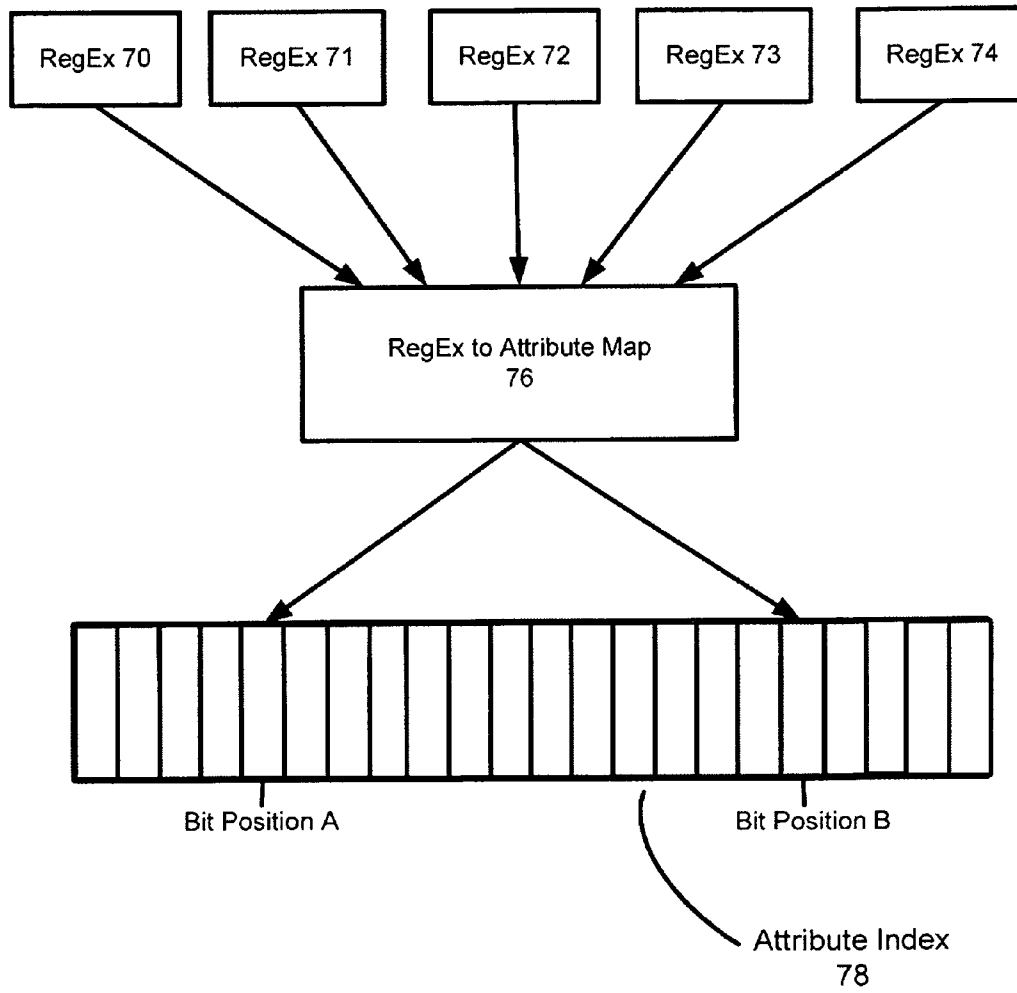 RegEx 70
RegEx 71
RegEx 72
RegEx 73
RegEx 74
RegEx to Attribute Map
76
Bit Position A
Bit Position B
Attribute Index
78